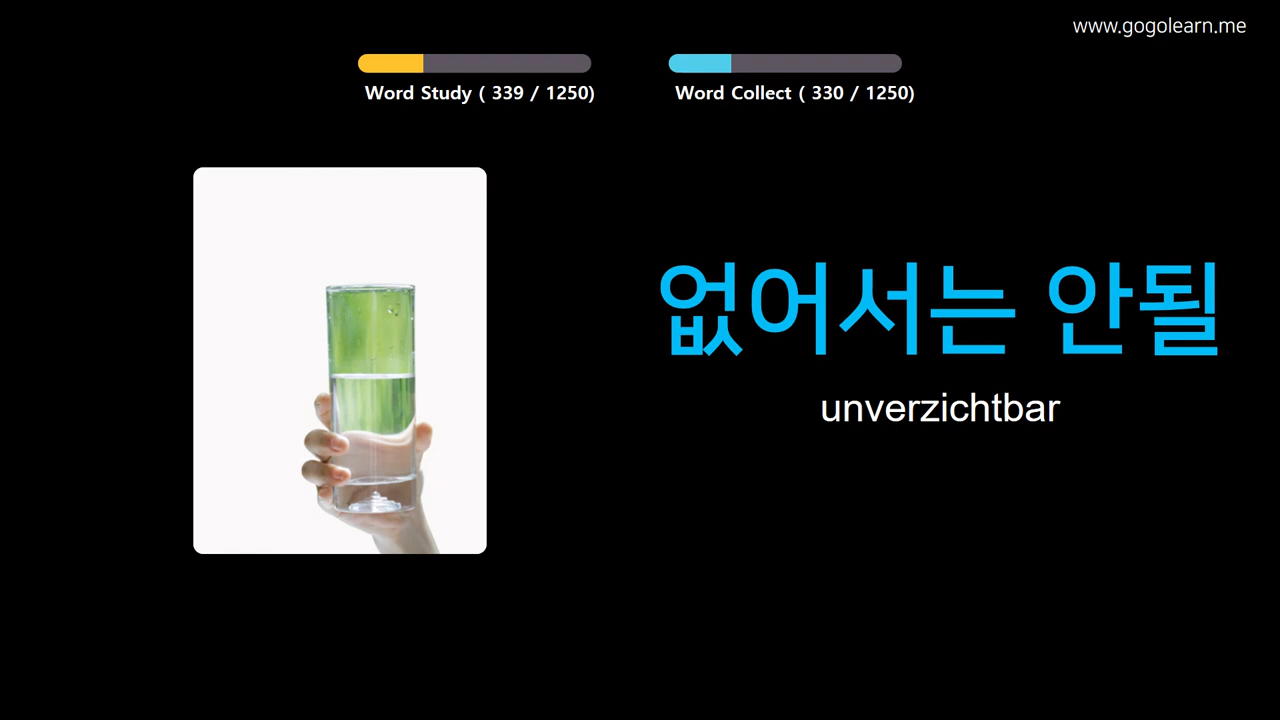 www.gogolearn.me
Word Study ( 339 / 1250)
Word Collect ( 330 / 1250)
없어서는 안될
unverzichtbar